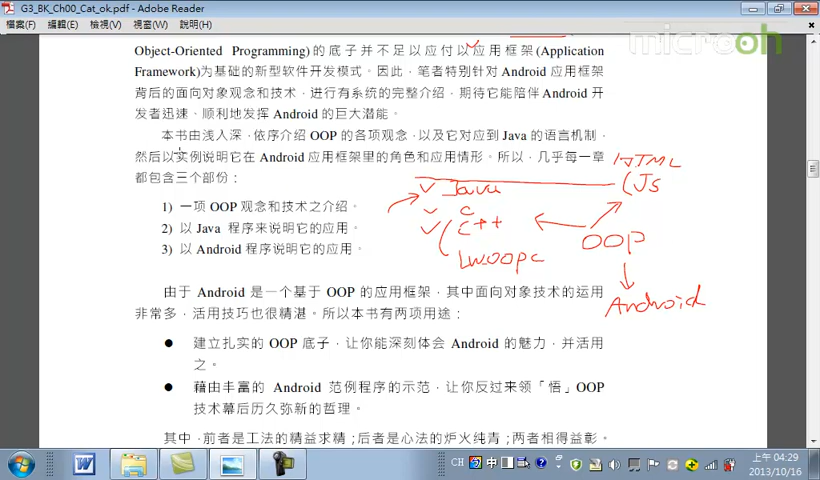 G3_BK_Ch00_Cat_ok.pdf - Adobe Reader
檔案(F) 編輯(E) 檢視(V) 視窗(W) 說明(H)
microoh
Object-Oriented Programming)的底子并不足以应付以应用框架(Application
Framework)为基础的新型软件开发模式。因此，笔者特别针对 Android 应用框架
背后的面向对象观念和技术，进行有系统的完整介绍，期待它能陪伴 Android 开
发者迅速、顺利地发挥 Android 的巨大潜能。
本书由浅入深，依序介绍 OOP 的各项观念，以及它对应到 Java 的语言机制，
然后以实例说明它在 Android 应用框架里的角色和应用情形。所以，几乎每一章
都包含三个部份：
HTML
Java
(JS
1) 一项 OOP 观念和技术之介绍。
C
2) 以 Java 程序来说明它的应用。
C++
OOP
3) 以 Android 程序说明它的应用。
LW_OOPC
Android
由于 Android 是一个基于 OOP 的应用框架，其中面向对象技术的运用
非常多，活用技巧也很精湛。所以本书有两项用途：
● 建立扎实的 OOP 底子，让你能深刻体会 Android 的魅力，并活用
之。
● 藉由丰富的 Android 范例程序的示范，让你反过来领「悟」OOP
技术幕后历久弥新的哲理。
其中，前者是工法的精益求精；后者是心法的炉火纯青；两者相得益彰。
CH 中
上午 04:29
2013/10/16